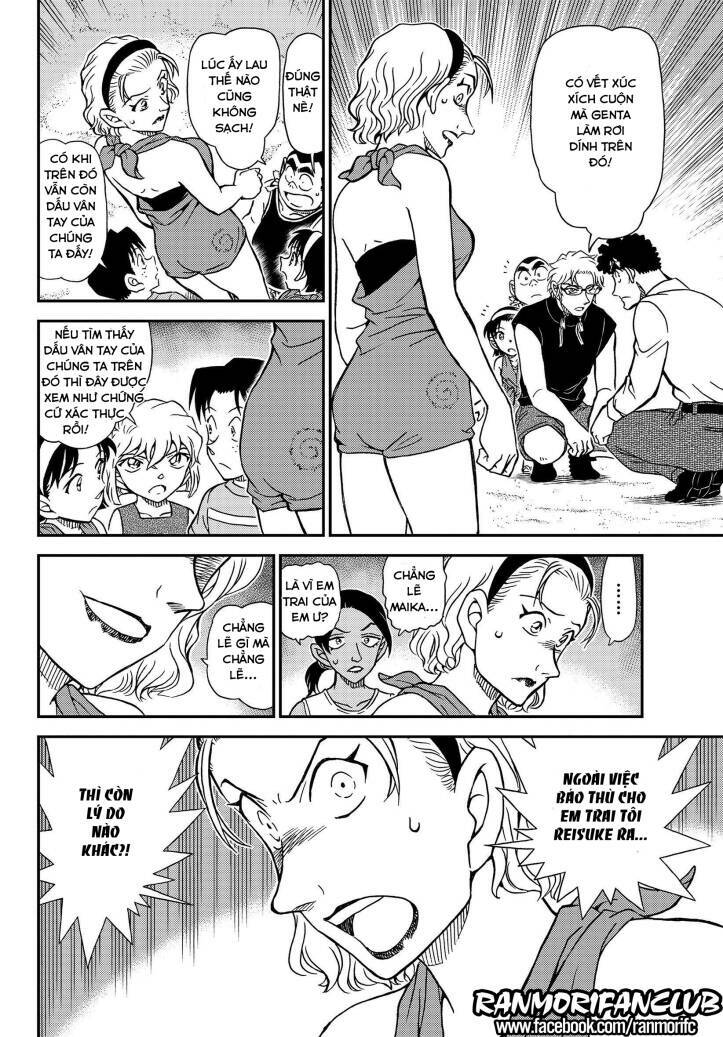 CÓ VẾT XÚC
XÍCH CUỘN
MÀ GENTA
LÀM RƠI
DÍNH TRÊN
ĐÓ!
ĐÚNG
THẬT
NÈ!
LÚC ẤY LAU
THẾ NÀO
CŨNG
KHÔNG
SẠCH!
CÓ KHI
TRÊN ĐÓ
VẪN CÒN
DẤU VÂN
TAY CỦA
CHÚNG
TA ĐẤY!
NẾU TÌM THẤY
DẤU VÂN TAY
CỦA CHÚNG TA TRÊN
ĐÓ THÌ ĐÂY ĐƯỢC
XEM NHƯ CHỨNG
CỨ XÁC THỰC
RỒI!
......
CHẲNG
LẼ
MAIKA...
LÀ VÌ EM
TRAI CỦA
EM Ư?
CHẲNG
LẼ GÌ MÀ
CHẲNG
LẼ...
NGOÀI VIỆC
BÁO THÙ CHO
EM TRAI TÔI
REISUKE RA...
THÌ CÒN
LÝ DO
NÀO
KHÁC?!
RANMORIFANCLUB
www.facebook.com/ranmorifc